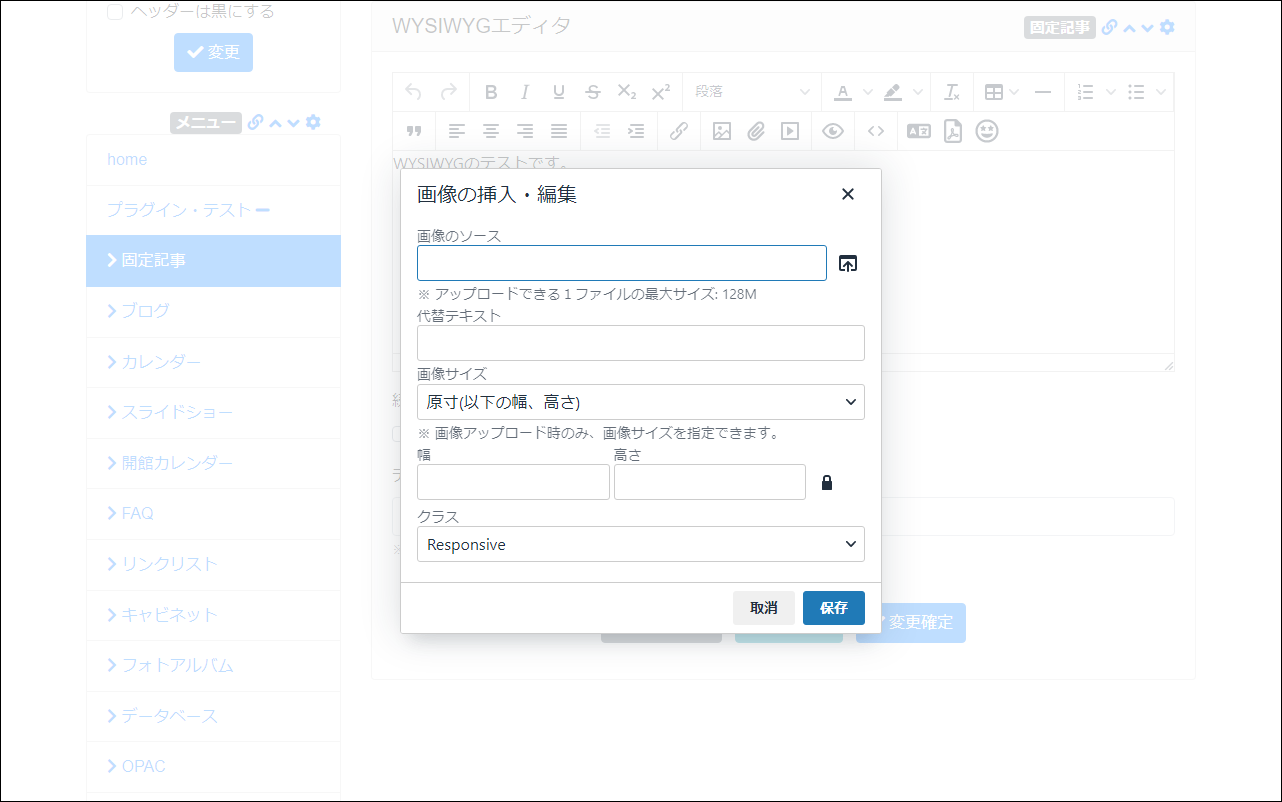 ヘッダーは黒にする
変更
メニュー
home
プラグイン・テスト
固定記事
ブログ
カレンダー
スライドショー
開館カレンダー
FAQ
リンクリスト
キャビネット
フォトアルバム
データベース
OPAC
WYSIWYGエディタ
固定記事
段落
WYSIWYGのテストです。
画像の挿入・編集
画像のソース
※ アップロードできる１ファイルの最大サイズ: 128M
代替テキスト
画像サイズ
原寸(以下の幅、高さ)
※ 画像アップロード時のみ、画像サイズを指定できます。
幅 高さ
クラス
Responsive
取消 保存
変更確定